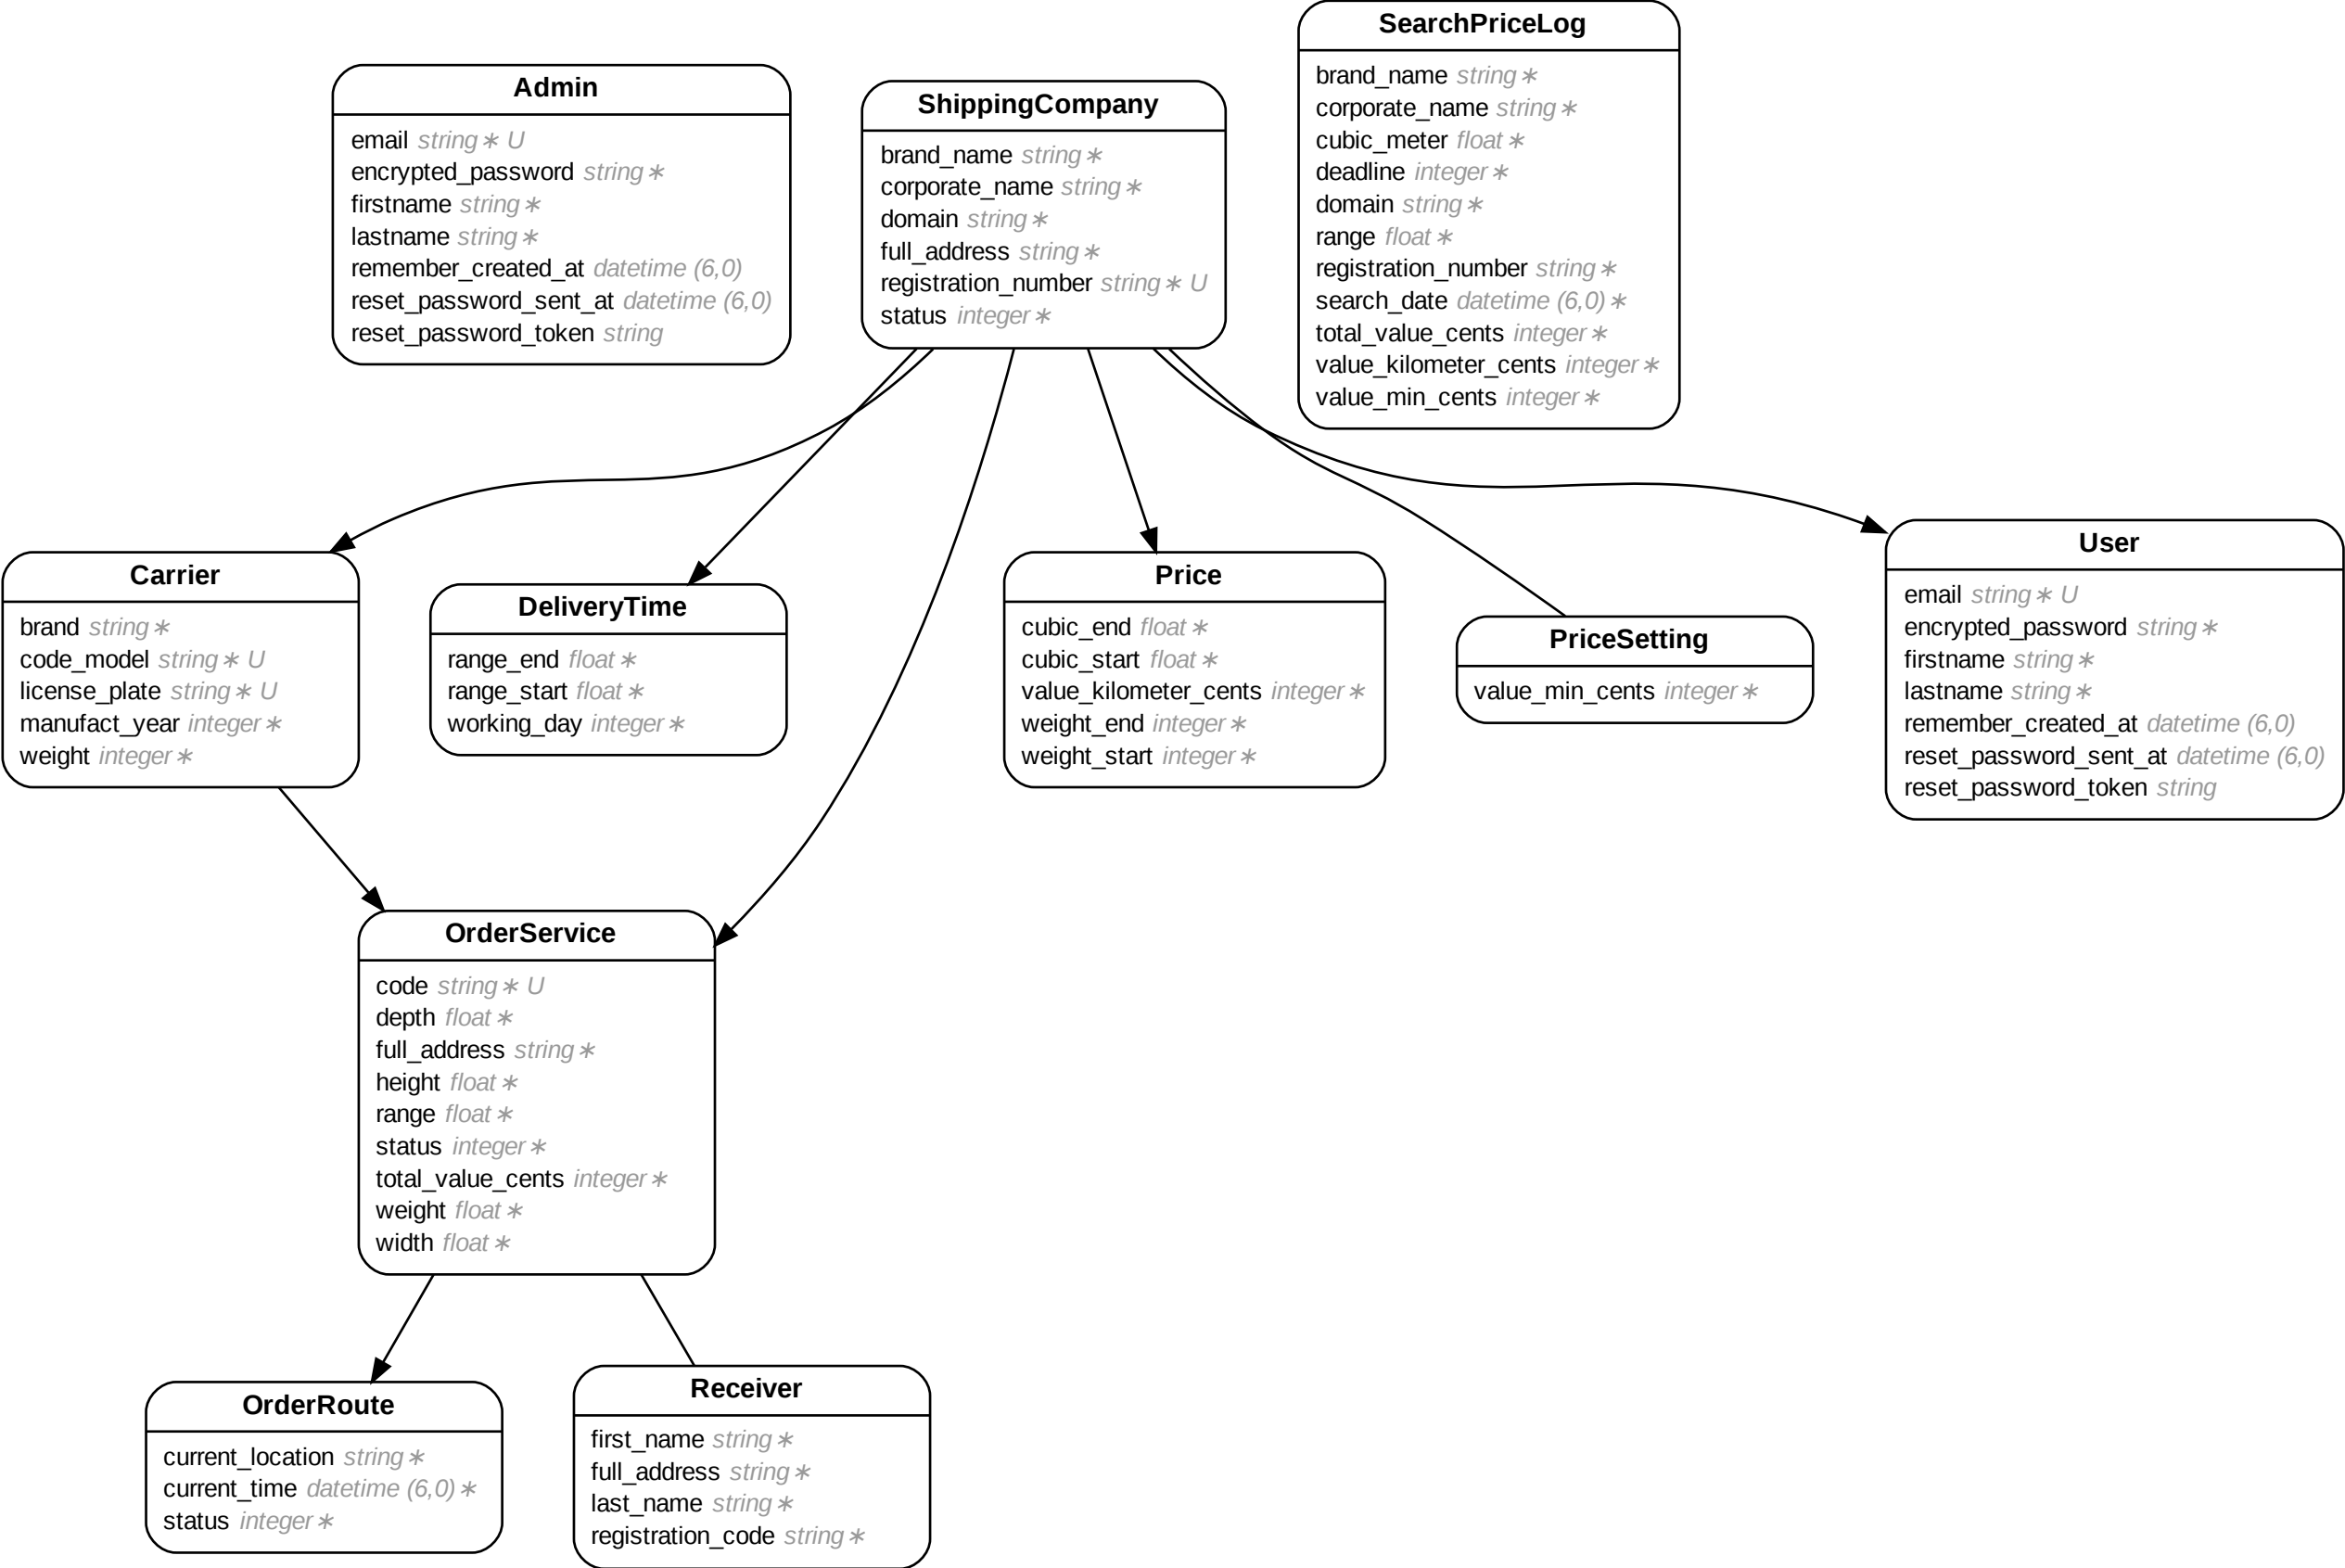 Admin
email string∗ U
encrypted_password string∗
firstname string∗
lastname string∗
remember_created_at datetime (6,0)
reset_password_sent_at datetime (6,0)
reset_password_token string
ShippingCompany
brand_name string∗
corporate_name string∗
domain string∗
full_address string∗
registration_number string∗ U
status integer∗
SearchPriceLog
brand_name string∗
corporate_name string∗
cubic_meter float∗
deadline integer∗
domain string∗
range float∗
registration_number string∗
search_date datetime (6,0)∗
total_value_cents integer∗
value_kilometer_cents integer∗
value_min_cents integer∗
Carrier
brand string∗
code_model string∗ U
license_plate string∗ U
manufact_year integer∗
weight integer∗
DeliveryTime
range_end float∗
range_start float∗
working_day integer∗
Price
cubic_end float∗
cubic_start float∗
value_kilometer_cents integer∗
weight_end integer∗
weight_start integer∗
PriceSetting
value_min_cents integer∗
User
email string∗ U
encrypted_password string∗
firstname string∗
lastname string∗
remember_created_at datetime (6,0)
reset_password_sent_at datetime (6,0)
reset_password_token string
OrderService
code string∗ U
depth float∗
full_address string∗
height float∗
range float∗
status integer∗
total_value_cents integer∗
weight float∗
width float∗
OrderRoute
current_location string∗
current_time datetime (6,0)∗
status integer∗
Receiver
first_name string∗
full_address string∗
last_name string∗
registration_code string∗